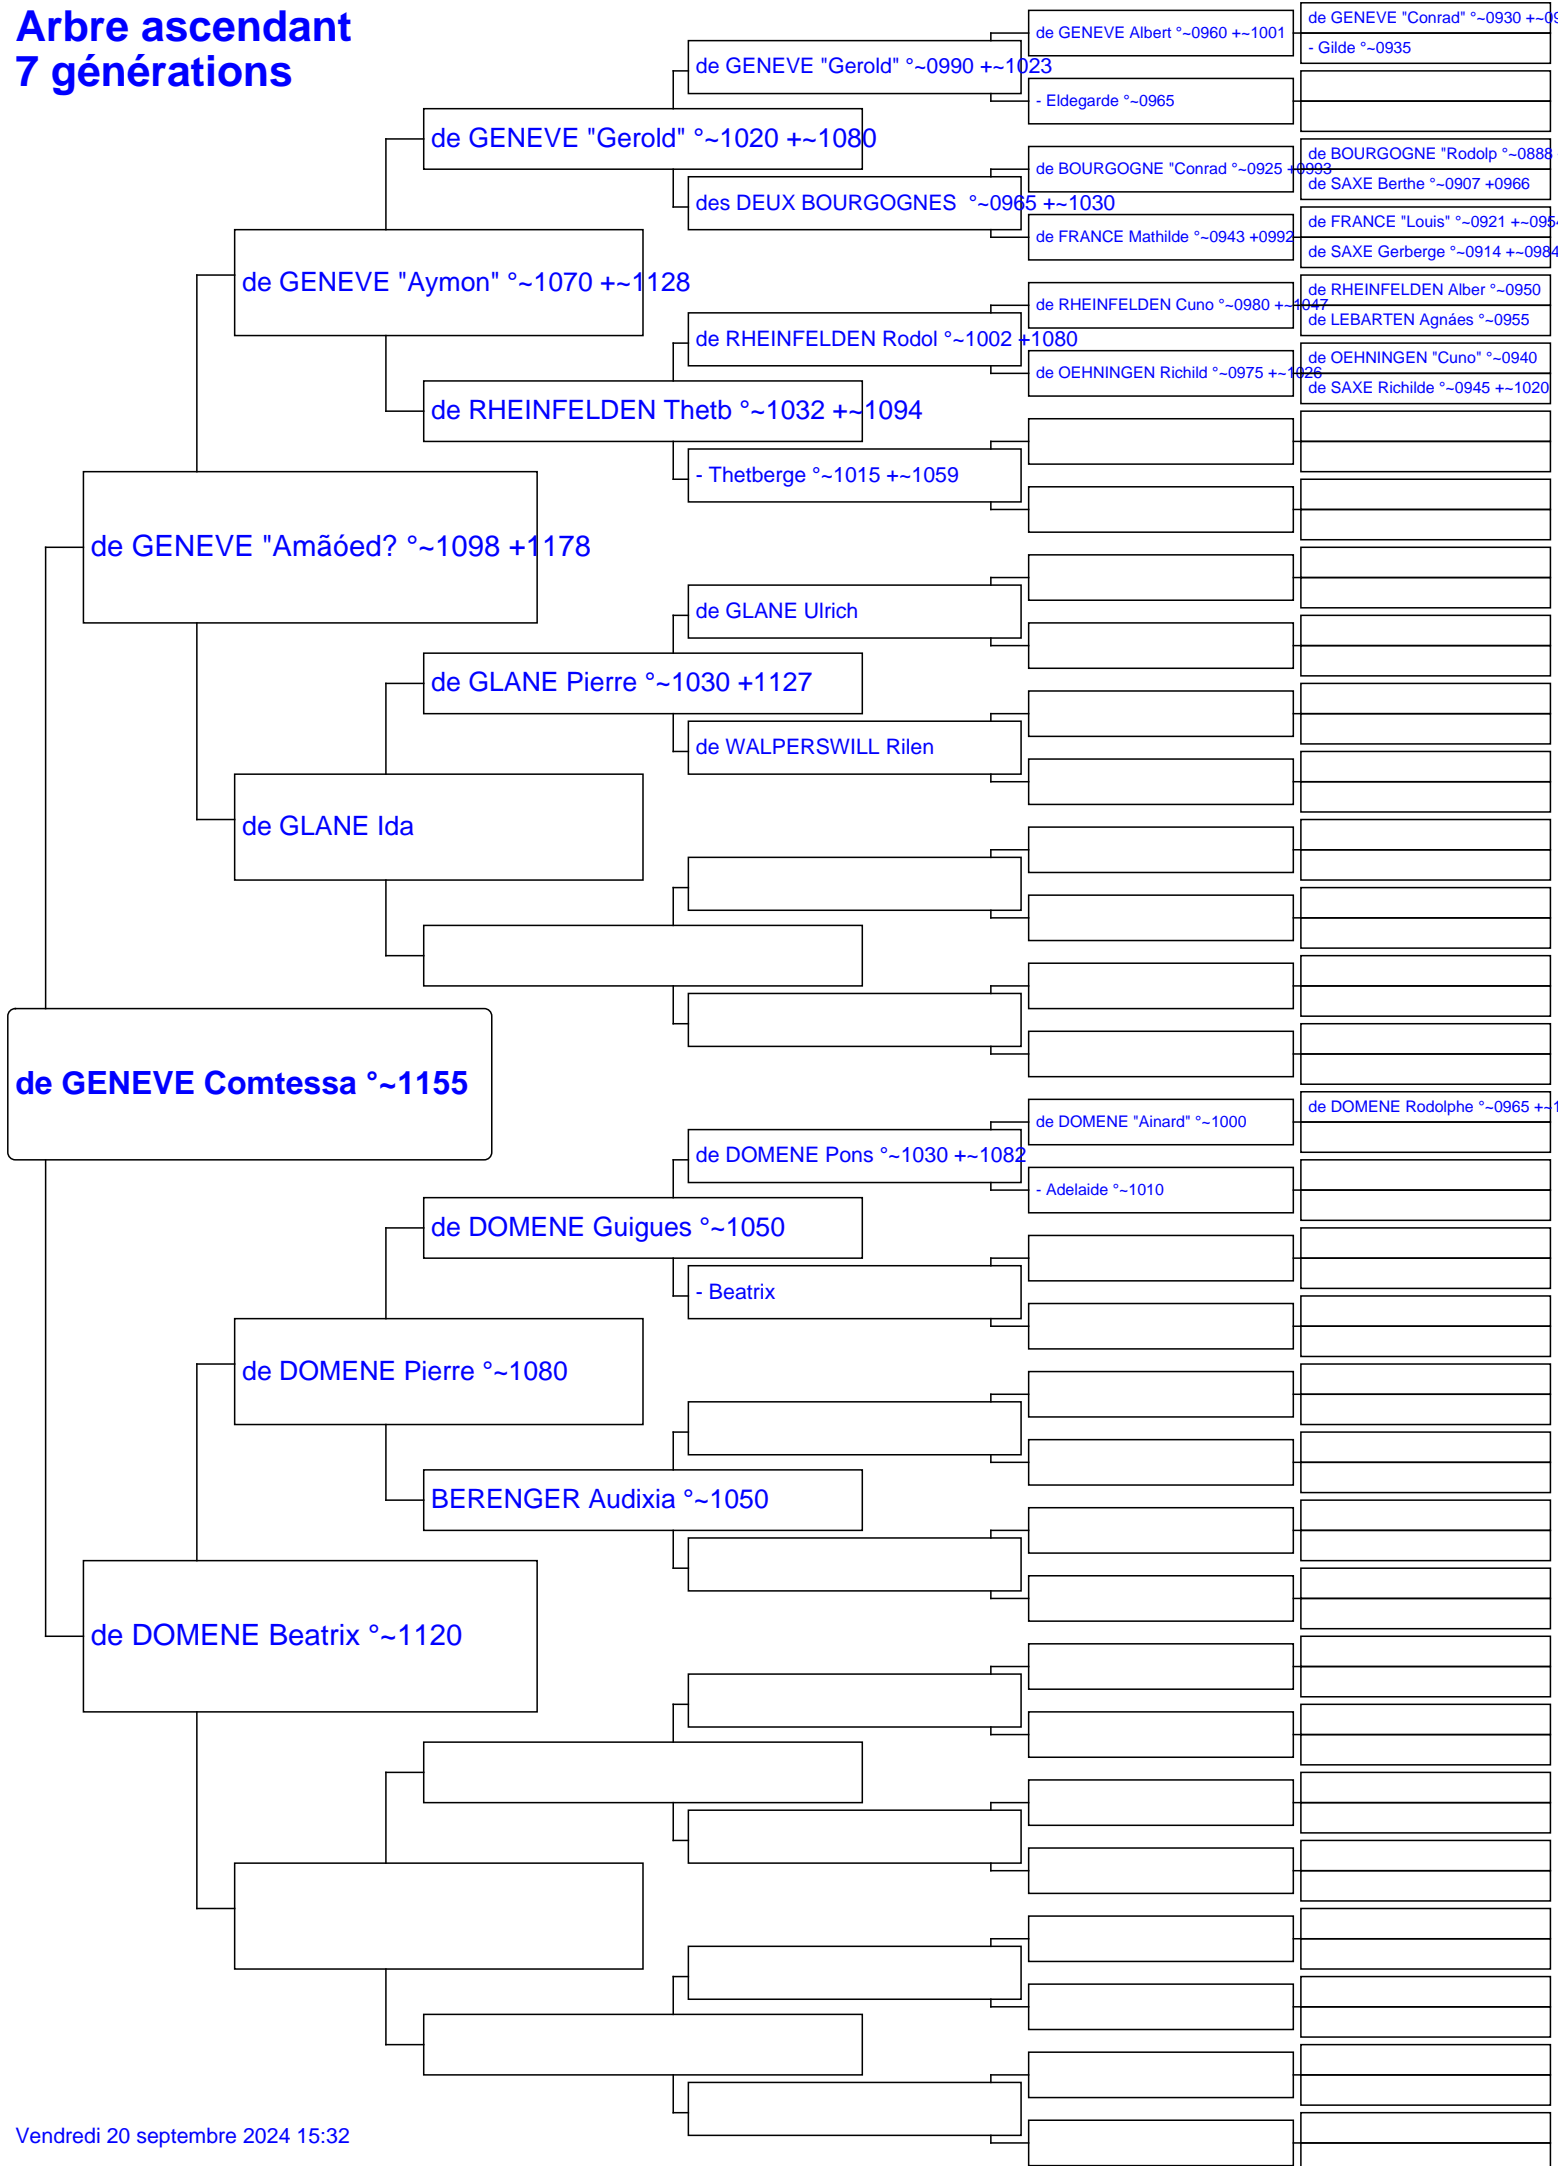 Arbre ascendant
7 générations
de GENEVE Albert °~0960 +~1001
de GENEVE "Conrad" °~0930 +~09
- Gilde °~0935
de GENEVE "Gerold" °~0990 +~1023
- Eldegarde °~0965
de GENEVE "Gerold" °~1020 +~1080
de BOURGOGNE "Conrad °~0925 +0993
de BOURGOGNE "Rodolp °~0888
de SAXE Berthe °~0907 +0966
des DEUX BOURGOGNES  °~0965 +~1030
de FRANCE Mathilde °~0943 +0992
de FRANCE "Louis" °~0921 +~0954
de SAXE Gerberge °~0914 +~0984
de GENEVE "Aymon" °~1070 +~1128
de RHEINFELDEN Cuno °~0980 +~1047
de RHEINFELDEN Alber °~0950
de LEBARTEN Agnáes °~0955
de RHEINFELDEN Rodol °~1002 +1080
de OEHNINGEN Richild °~0975 +~1026
de OEHNINGEN "Cuno" °~0940
de SAXE Richilde °~0945 +~1020
de RHEINFELDEN Thetb °~1032 +~1094
- Thetberge °~1015 +~1059
de GENEVE "Amãóed? °~1098 +1178
de GLANE Ulrich
de GLANE Pierre °~1030 +1127
de WALPERSWILL Rilen
de GLANE Ida
de GENEVE Comtessa °~1155
de DOMENE "Ainard" °~1000
de DOMENE Rodolphe °~0965 +~1
de DOMENE Pons °~1030 +~1082
- Adelaide °~1010
de DOMENE Guigues °~1050
- Beatrix
de DOMENE Pierre °~1080
BERENGER Audixia °~1050
de DOMENE Beatrix °~1120
Vendredi 20 septembre 2024 15:32